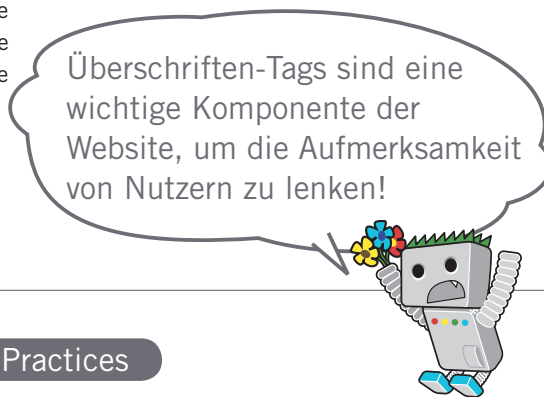 e
e
e
Überschriften-Tags sind eine
wichtige Komponente der
Website, um die Aufmerksamkeit
von Nutzern zu lenken!
Practices